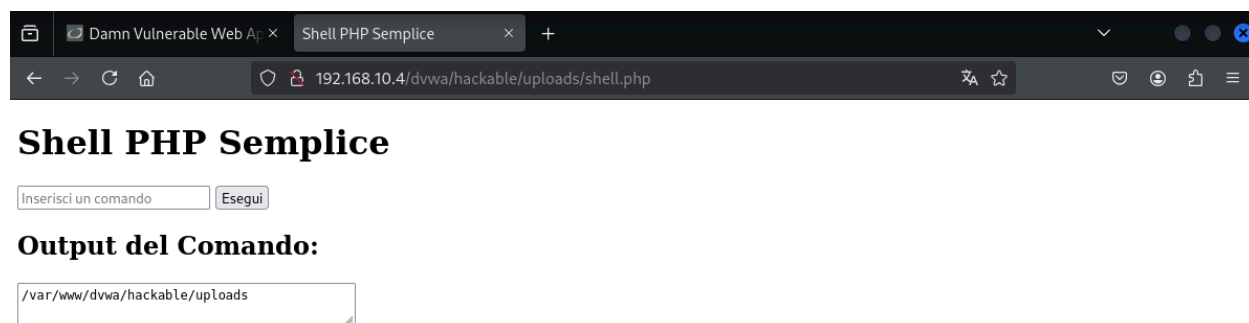 Damn Vulnerable Web Ap
Shell PHP Semplice
192.168.10.4/dvwa/hackable/uploads/shell.php
Shell PHP Semplice
Inserisci un comando Esegui
Output del Comando:
/var/www/dvwa/hackable/uploads